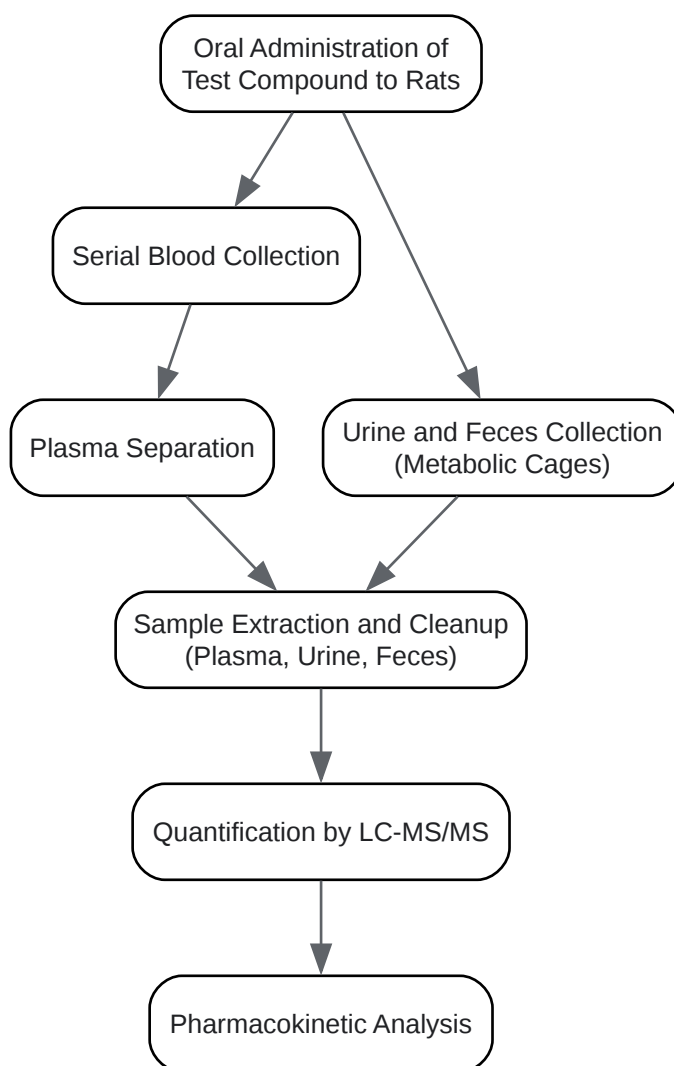 Oral Administration of
Test Compound to Rats
Serial Blood Collection
Plasma Separation
Urine and Feces Collection
(Metabolic Cages)
Sample Extraction and Cleanup
(Plasma, Urine, Feces)
Quantification by LC-MS/MS
Pharmacokinetic Analysis